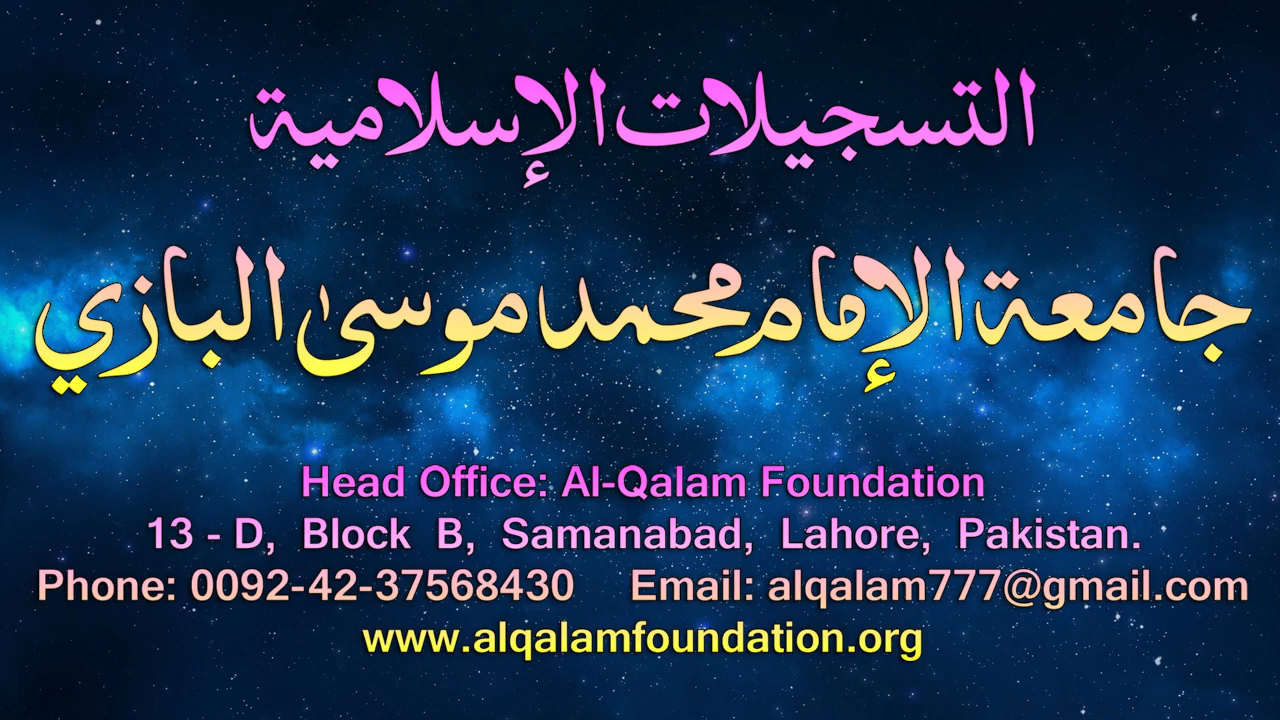 التسجيلات الإسلامية
جامعة الإمام محمد موسىٰ البازي
Head Office: Al-Qalam Foundation
13 - D, Block B, Samanabad, Lahore, Pakistan.
Phone: 0092-42-37568430 Email: alqalam777@gmail.com
www.alqalamfoundation.org